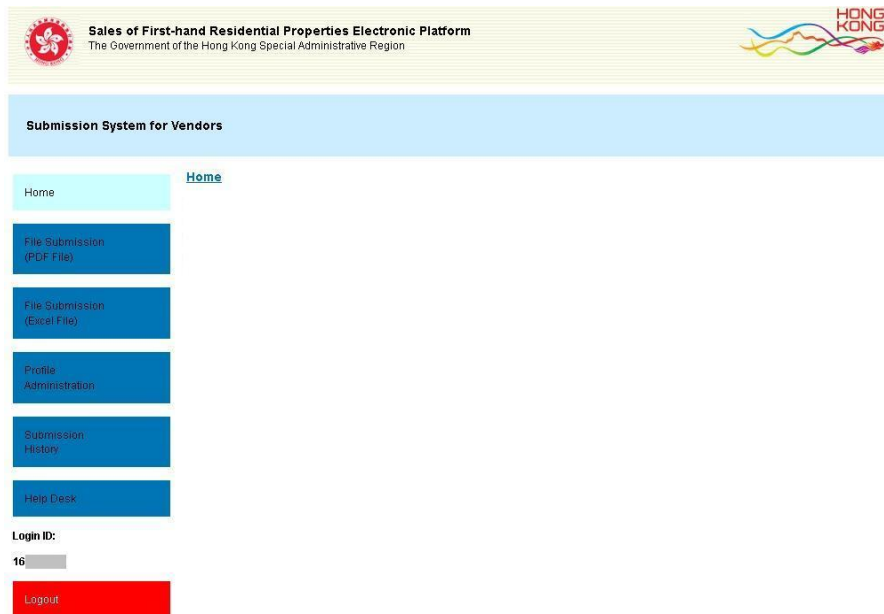 Sales of First-hand Residential Properties Electronic Platform
The Government of the Hong Kong Special Administrative Region
HONG
KONG
Submission System for Vendors
Home
Home
File Submission
(PDF File)
File Submission
(Excel File)
Profile
Administration
Submission
History
Help Desk
Login ID:
16
Logout